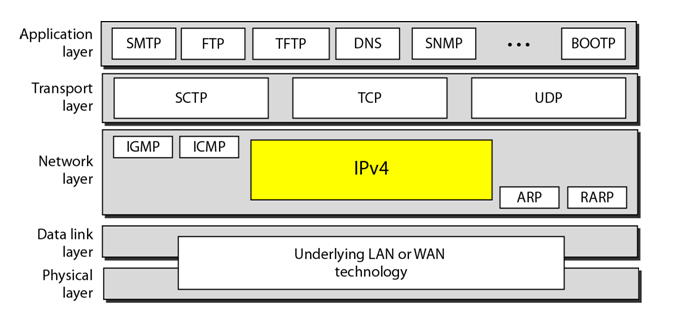 Application
layer
SMTP
FTP
TFTP
DNS
SNMP
...
BOOTP
Transport
layer
SCTP
TCP
UDP
Network
layer
IGMP
ICMP
IPv4
ARP
RARP
Data link
layer
Underlying LAN or WAN
technology
Physical
layer